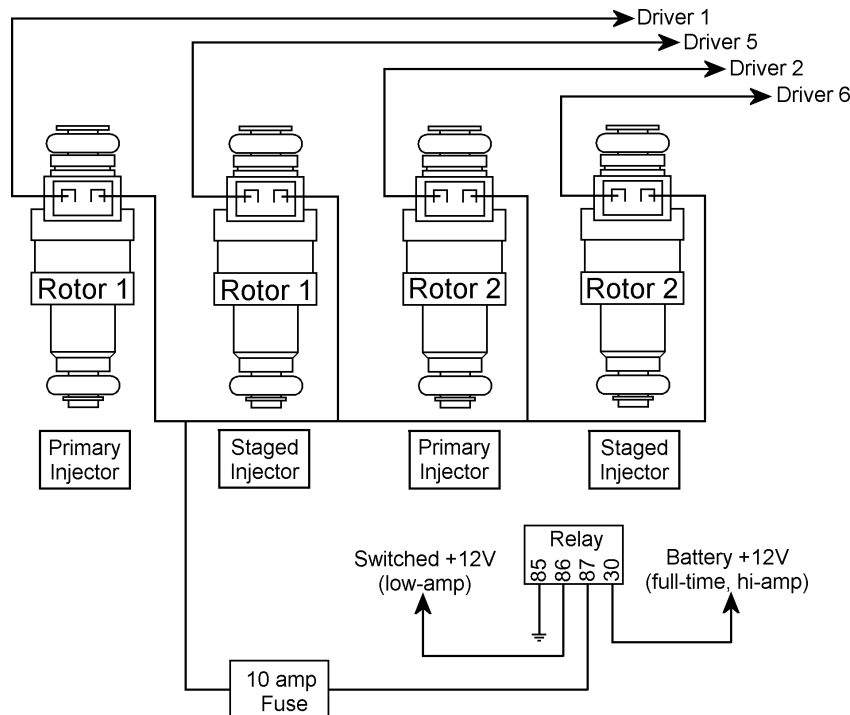 Driver 1
Driver 5
Driver 2
Driver 6
Rotor 1
Rotor 1
Rotor 2
Rotor 2
Primary
Injector
Staged
Injector
Primary
Injector
Staged
Injector
Relay
85
86
87
30
Switched +12V
(low-amp)
Battery +12V
(full-time, hi-amp)
10 amp
Fuse